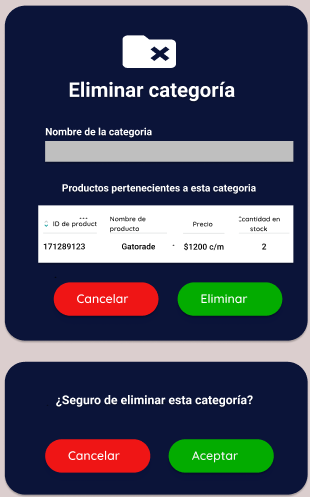 Eliminar categoría
Nombre de la categoria
Productos pertenecientes a esta categoria
ID de product
Nombre de producto
Precio
Ccantidad en stock
171289123 Gatorade $1200 c/m 2
Cancelar Eliminar
¿Seguro de eliminar esta categoría?
Cancelar Aceptar